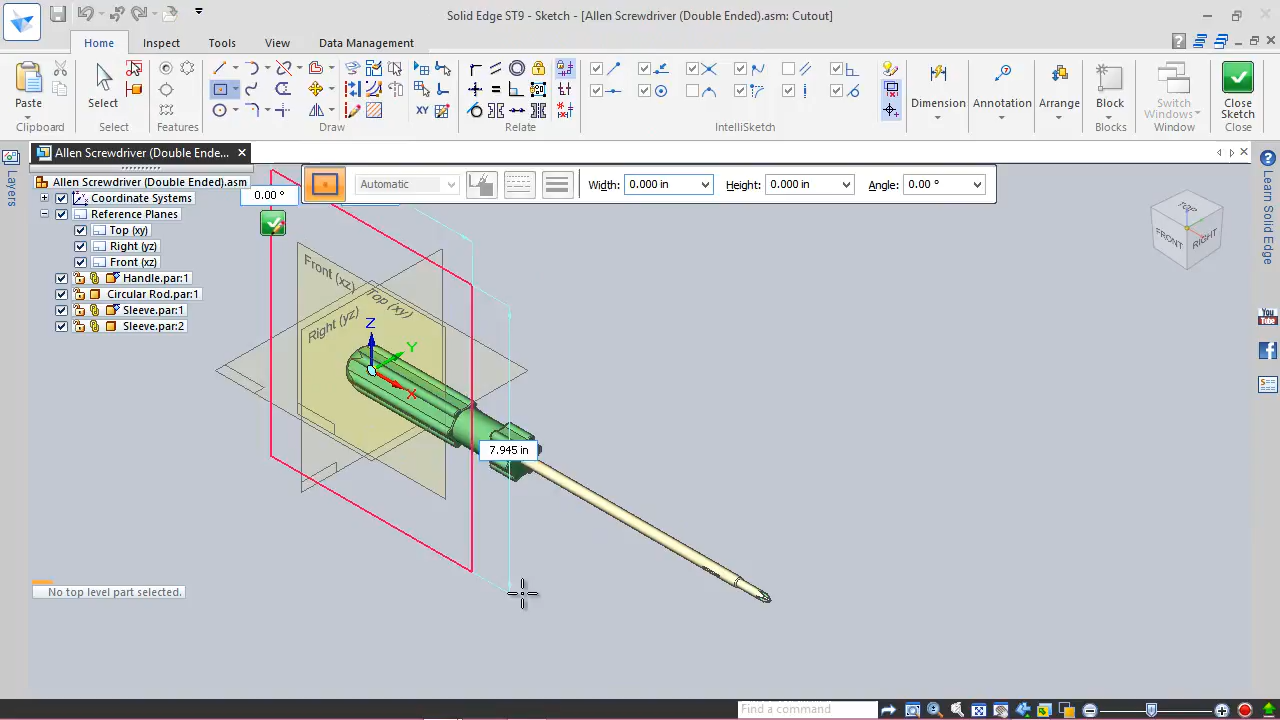 Solid Edge ST9 - Sketch - [Allen Screwdriver (Double Ended).asm: Cutout]
Home
Inspect
Tools
View
Data Management
Paste
Select
Dimension
Annotation
Arrange
Block
Switch
Windows
Close
Sketch
Clipboard
Select
Features
Draw
Relate
IntelliSketch
Blocks
Window
Close
Allen Screwdriver (Double Ende...
Layers
Allen Screwdriver (Double Ended).asm
Coordinate Systems
Reference Planes
Top (xy)
Right (yz)
Front (xz)
Handle.par:1
Circular Rod.par:1
Sleeve.par:1
Sleeve.par:2
0.00 °
Automatic
Width: 0.000 in
Height: 0.000 in
Angle: 0.00 °
Front (xz)
Top (xy)
Right (yz)
Z
Y
X
7.945 in
TOP
FRONT
RIGHT
Learn Solid Edge
You
Tube
No top level part selected.
Find a command